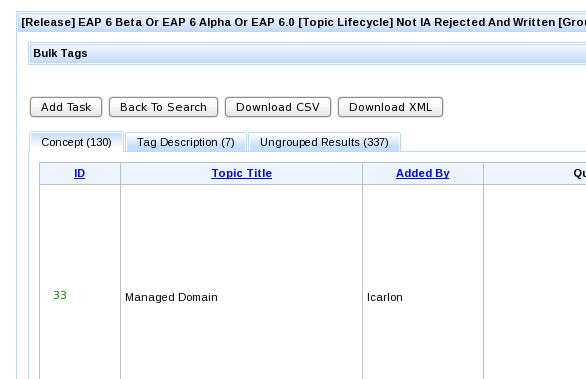 [Release] EAP 6 Beta Or EAP 6 Alpha Or EAP 6.0 [Topic Lifecycle] Not IA Rejected And Written [Grou
Bulk Tags
Add Task Back To Search Download CSV Download XML
Concept (130) Tag Description (7) Ungrouped Results (337)
ID Topic Title Added By Qu
33 Managed Domain lcarlon